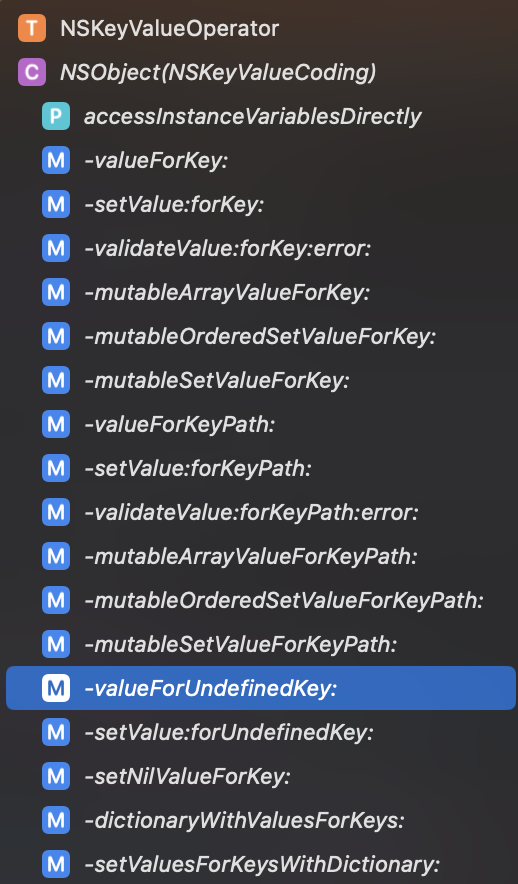 T NSKeyValueOperator
C NSObject(NSKeyValueCoding)
P accessInstanceVariablesDirectly
M -valueForKey:
M -setValue:forKey:
M -validateValue:forKey:error:
M -mutableArrayValueForKey:
M -mutableOrderedSetValueForKey:
M -mutableSetValueForKey:
M -valueForKeyPath:
M -setValue:forKeyPath:
M -validateValue:forKeyPath:error:
M -mutableArrayValueForKeyPath:
M -mutableOrderedSetValueForKeyPath:
M -mutableSetValueForKeyPath:
M -valueForUndefinedKey:
M -setValue:forUndefinedKey:
M -setNilValueForKey:
M -dictionaryWithValuesForKeys:
M -setValuesForKeysWithDictionary: